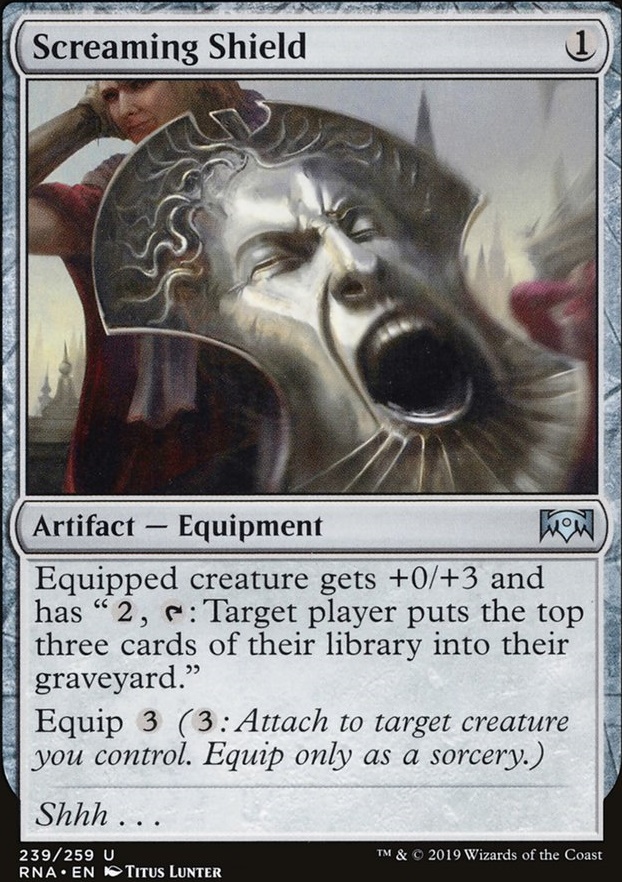 Screaming Shield 1
Artifact — Equipment
Equipped creature gets +0/+3 and
has “2, : Target player puts the top
three cards of their library into their
graveyard.”
Equip 3 (3: Attach to target creature
you control. Equip only as a sorcery.)
Shhh . . .
239/259 U
RNA • EN Titus Lunter
™ & © 2019 Wizards of the Coast